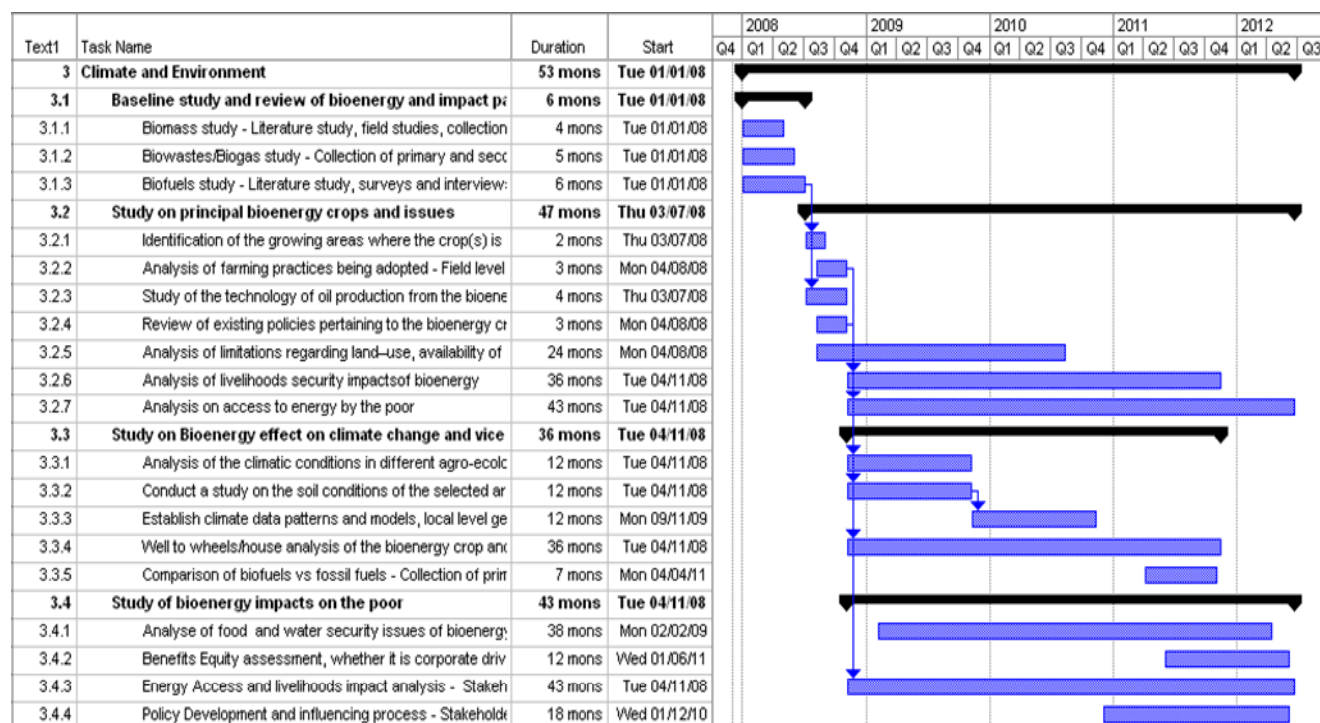 2008 2009 2010 2011 2012
Text1 Task Name Duration Start Q4 Q1 Q2 Q3 Q4 Q1 Q2 Q3 Q4 Q1 Q2 Q3 Q4 Q1 Q2 Q3 Q4 Q1 Q2 Q3
3 Climate and Environment 53 mons Tue 01/01/08
3.1 Baseline study and review of bioenergy and impact pa 6 mons Tue 01/01/08
3.1.1 Biomass study - Literature study, field studies, collection 4 mons Tue 01/01/08
3.1.2 Biowastes/Biogas study - Collection of primary and secc 5 mons Tue 01/01/08
3.1.3 Biofuels study - Literature study, surveys and interviews 6 mons Tue 01/01/08
3.2 Study on principal bioenergy crops and issues 47 mons Thu 03/07/08
3.2.1 Identification of the growing areas where the crop(s) is 2 mons Thu 03/07/08
3.2.2 Analysis of farming practices being adopted - Field level 3 mons Mon 04/08/08
3.2.3 Study of the technology of oil production from the bioene 4 mons Thu 03/07/08
3.2.4 Review of existing policies pertaining to the bioenergy cr 3 mons Mon 04/08/08
3.2.5 Analysis of limitations regarding land–use, availability of 24 mons Mon 04/08/08
3.2.6 Analysis of livelihoods security impactsof bioenergy 36 mons Tue 04/11/08
3.2.7 Analysis on access to energy by the poor 43 mons Tue 04/11/08
3.3 Study on Bioenergy effect on climate change and vice 36 mons Tue 04/11/08
3.3.1 Analysis of the climatic conditions in different agro-ecolo 12 mons Tue 04/11/08
3.3.2 Conduct a study on the soil conditions of the selected ar 12 mons Tue 04/11/08
3.3.3 Establish climate data patterns and models, local level ge 12 mons Mon 09/11/09
3.3.4 Well to wheels/house analysis of the bioenergy crop and 36 mons Tue 04/11/08
3.3.5 Comparison of biofuels vs fossil fuels - Collection of prim 7 mons Mon 04/04/11
3.4 Study of bioenergy impacts on the poor 43 mons Tue 04/11/08
3.4.1 Analyse of food and water security issues of bioenergy 38 mons Mon 02/02/09
3.4.2 Benefits Equity assessment, whether it is corporate driv 12 mons Wed 01/06/11
3.4.3 Energy Access and livelihoods impact analysis - Stakeh 43 mons Tue 04/11/08
3.4.4 Policy Development and influencing process - Stakeholde 18 mons Wed 01/12/10